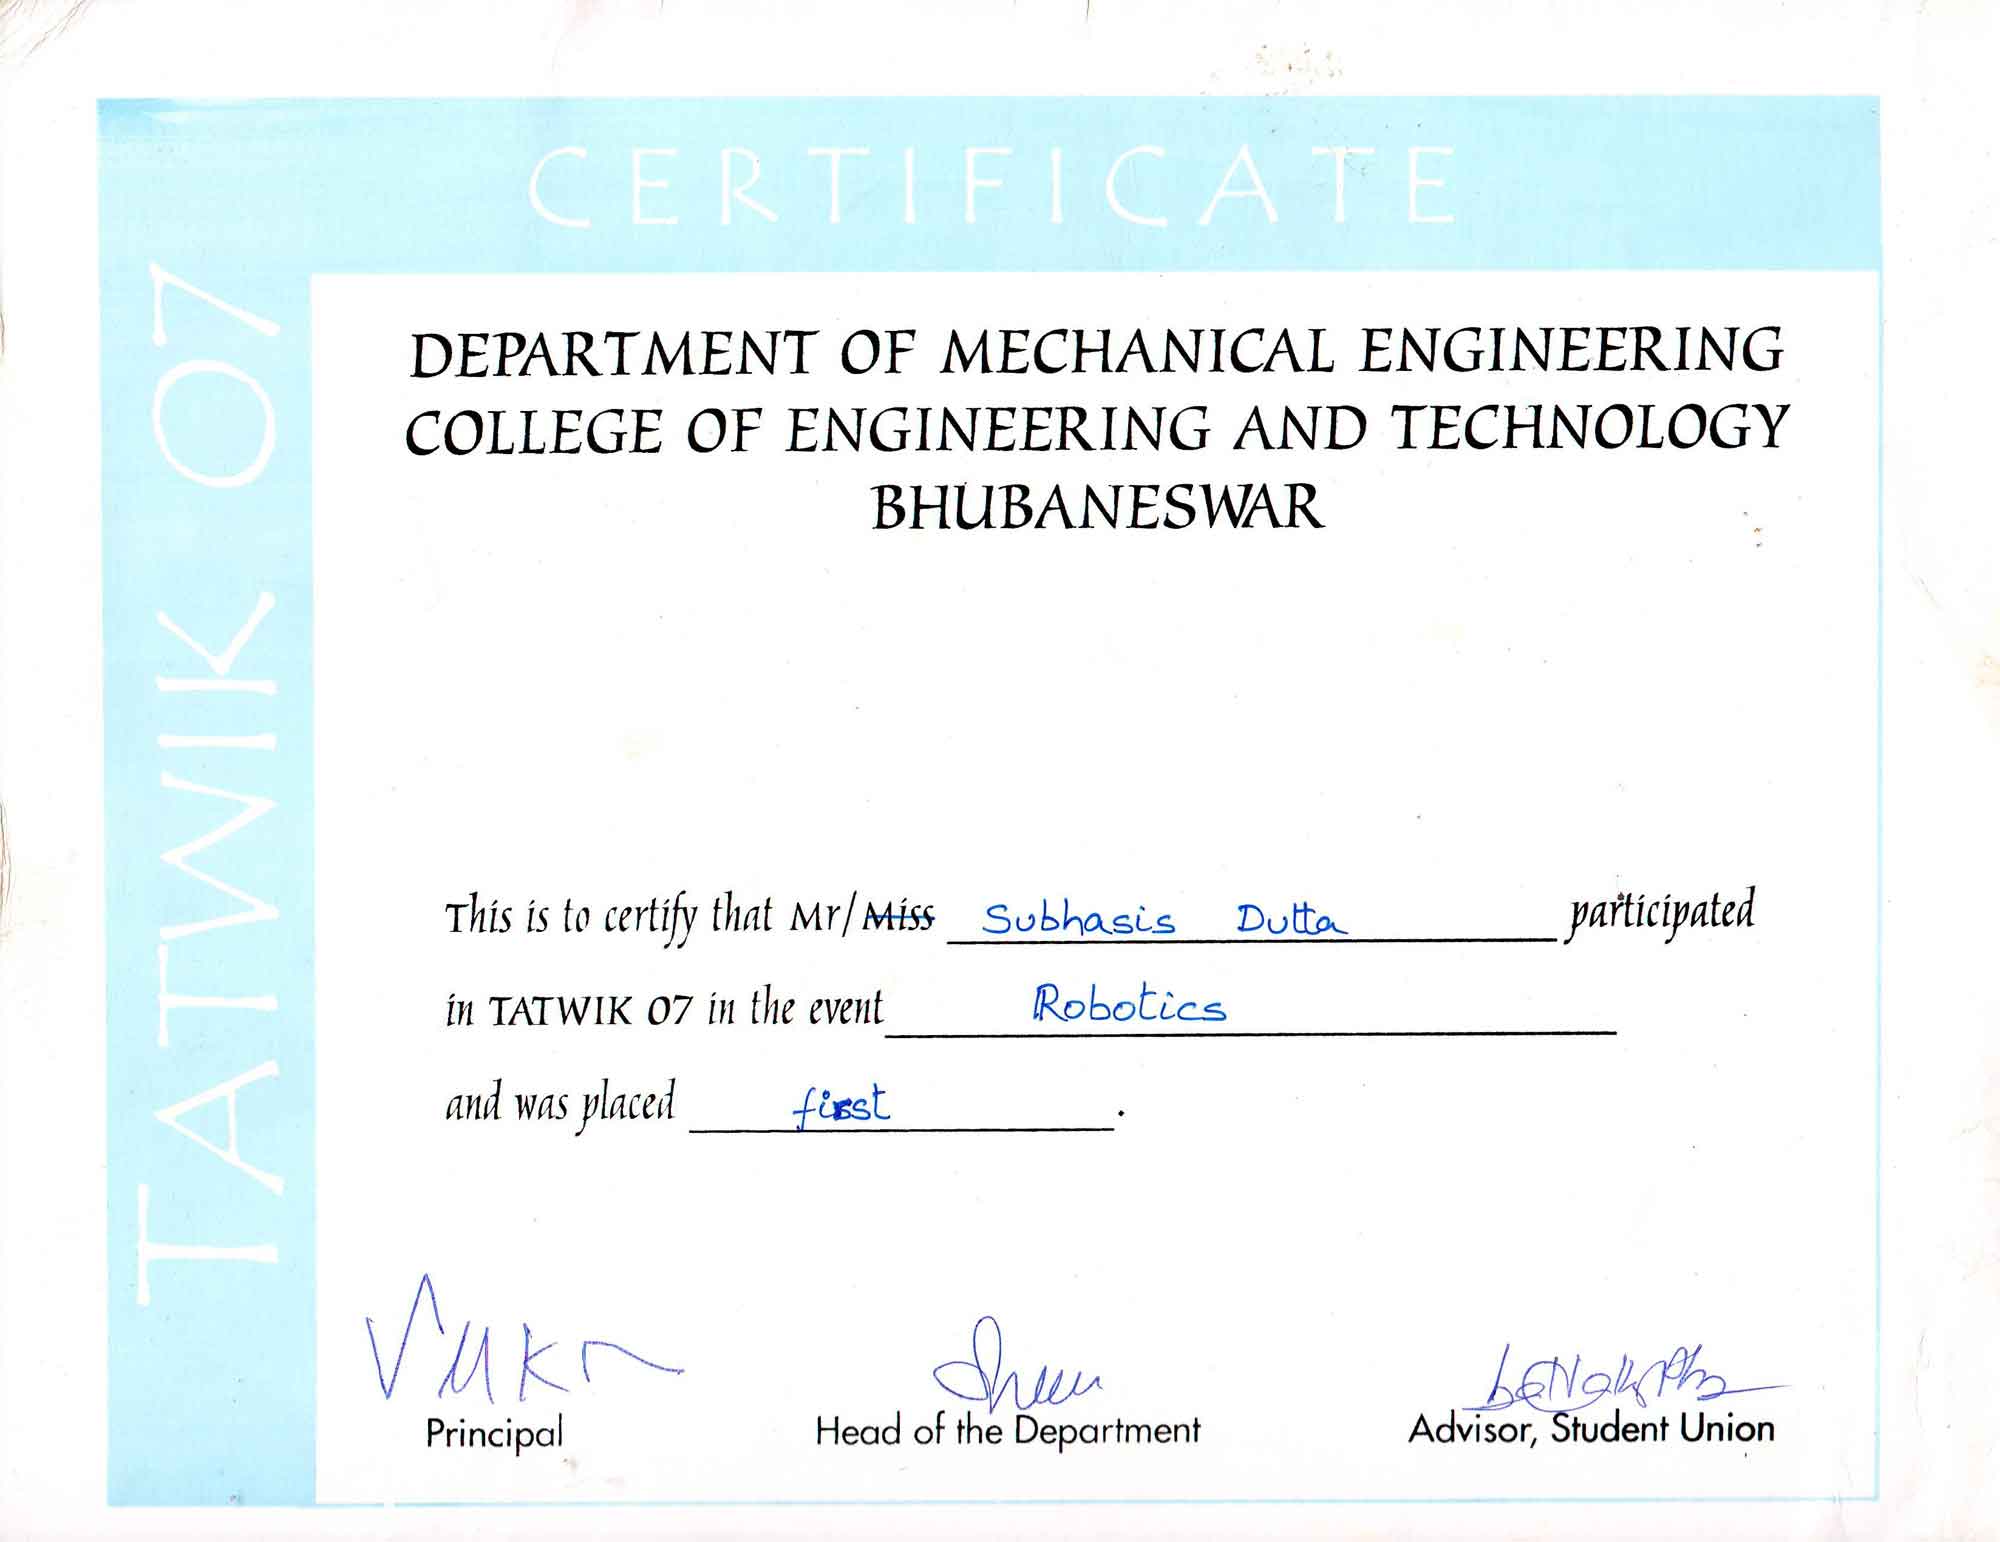 CERTIFICATE
TATWIK 07
DEPARTMENT OF MECHANICAL ENGINEERING
COLLEGE OF ENGINEERING AND TECHNOLOGY
BHUBANESWAR
This is to certify that Mr/Miss Subhasis Dutta participated
in TATWIK 07 in the event Robotics
and was placed first.
Principal
Head of the Department
Advisor, Student Union